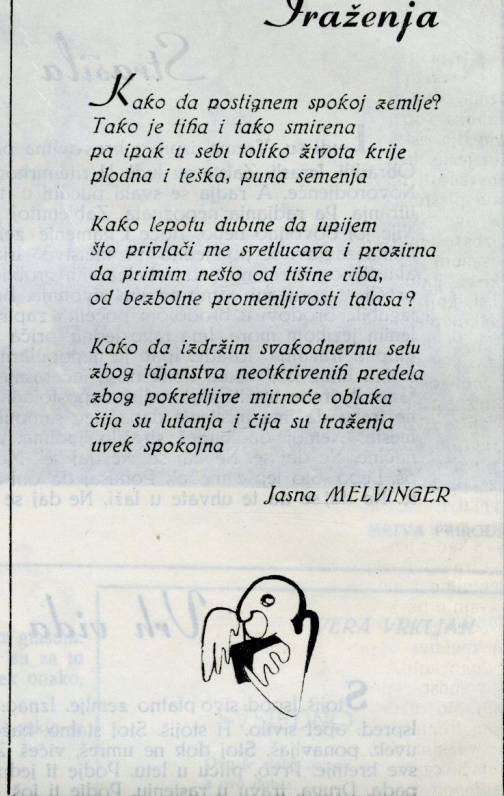 Traženja
Kako da postignem spokoj zemlje?
Tako je tiha i tako smirena
pa ipak u sebi toliko života krije
plodna i teška, puna semenja
Kako lepotu dubine da upijem
što privlači me svetlucava i prozirna
da primim nešto od tišine riba,
od bezbolne promenljivosti talasa?
Kako da izdržim svakodnevnu setu
zbog tajanstva neotkrivenih predela
zbog pokretljive mirnoće oblaka
čija su lutanja i čija su traženja
uvek spokojna
Jasna MELVINGER